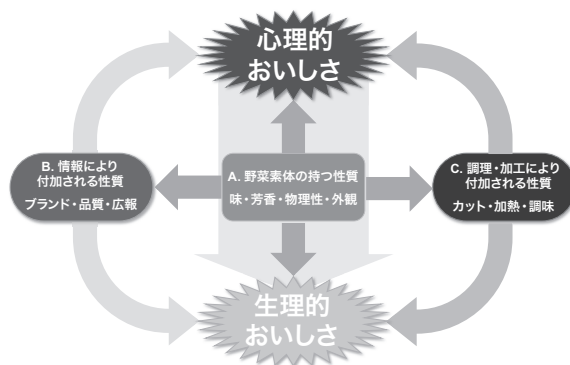 心理的
おいしさ
B. 情報により
付加される性質
ブランド・品質・広報
A. 野菜素体の持つ性質
味・芳香・物理性・外観
C. 調理・加工により
付加される性質
カット・加熱・調味
生理的
おいしさ